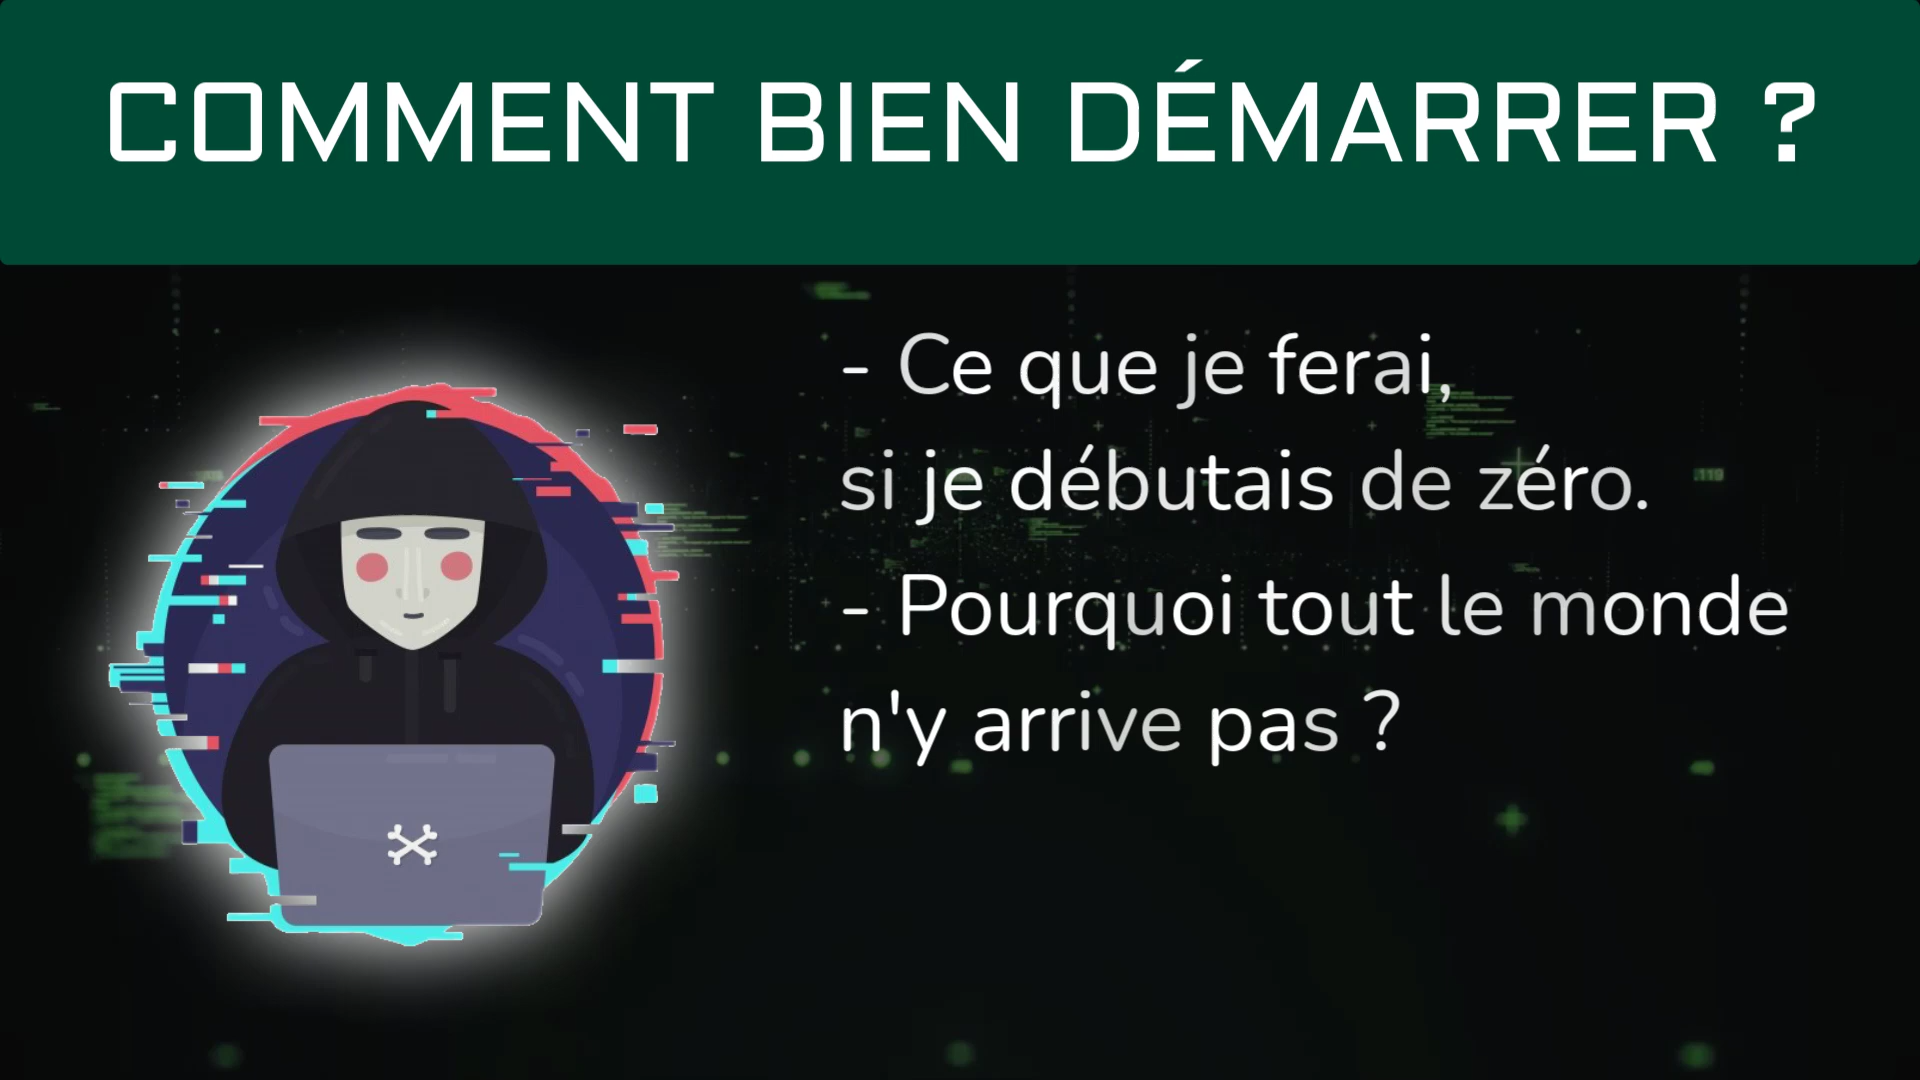 COMMENT BIEN DÉMARRER ?
- Ce que je ferai,
si je débutais de zéro.
- Pourquoi tout le monde
n'y arrive pas ?